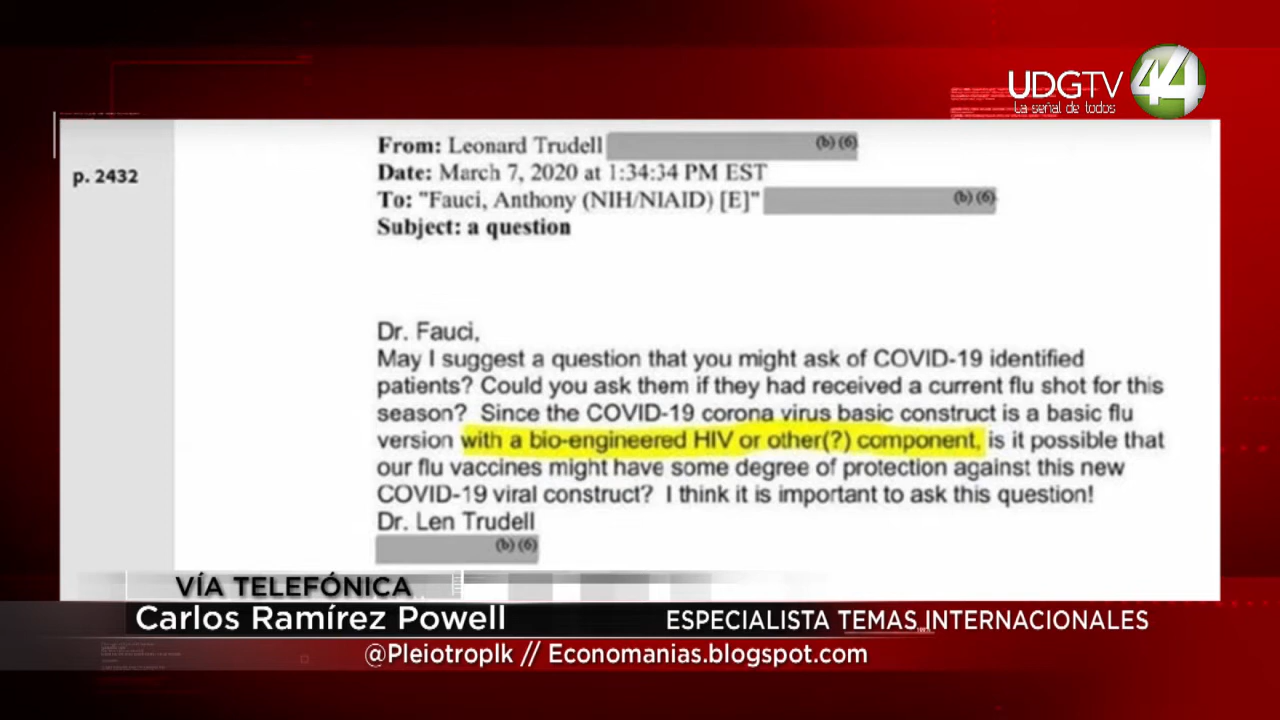 UDGTV 44
La señal de todos
p. 2432
From: Leonard Trudell (b) (6)
Date: March 7, 2020 at 1:34:34 PM EST
To: "Fauci, Anthony (NIH/NIAID) [E]" (b) (6)
Subject: a question
Dr. Fauci,
May I suggest a question that you might ask of COVID-19 identified
patients? Could you ask them if they had received a current flu shot for this
season? Since the COVID-19 corona virus basic construct is a basic flu
version with a bio-engineered HIV or other(?) component, is it possible that
our flu vaccines might have some degree of protection against this new
COVID-19 viral construct? I think it is important to ask this question!
Dr. Len Trudell
(b) (6)
VÍA TELEFÓNICA
Carlos Ramírez Powell ESPECIALISTA TEMAS INTERNACIONALES
@Pleiotroplk // Economanias.blogspot.com